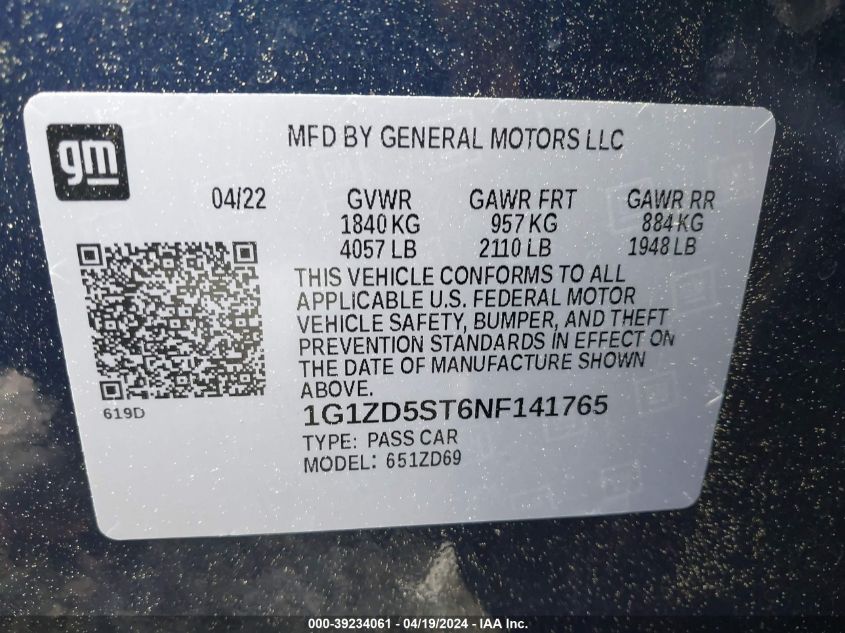 gm
MFD BY GENERAL MOTORS LLC
04/22 GVWR GAWR FRT GAWR RR
1840 KG 957 KG 884 KG
4057 LB 2110 LB 1948 LB
THIS VEHICLE CONFORMS TO ALL
APPLICABLE U.S. FEDERAL MOTOR
VEHICLE SAFETY, BUMPER, AND THEFT
PREVENTION STANDARDS IN EFFECT ON
THE DATE OF MANUFACTURE SHOWN
ABOVE.
619D
1G1ZD5ST6NF141765
TYPE: PASS CAR
MODEL: 651ZD69
000-39234061 - 04/19/2024 - IAA Inc.